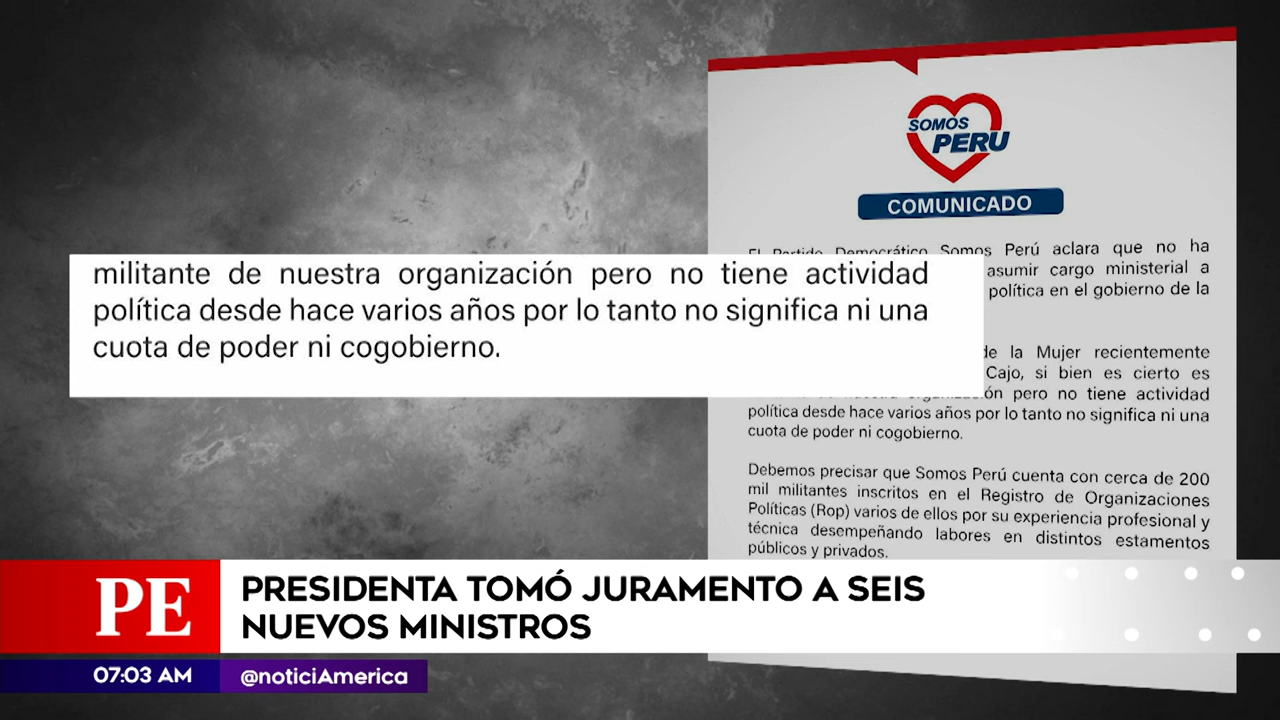 SOMOS
PERU
COMUNICADO
El Partido Democrático Somos Perú aclara que no ha
asumir cargo ministerial a
política en el gobierno de la
de la Mujer recientemente
Cajo, si bien es cierto es
pero no tiene actividad
política desde hace varios años por lo tanto no significa ni una
cuota de poder ni cogobierno.
Debemos precisar que Somos Perú cuenta con cerca de 200
mil militantes inscritos en el Registro de Organizaciones
Políticas (Rop) varios de ellos por su experiencia profesional y
técnica desempeñando labores en distintos estamentos
públicos y privados.
militante de nuestra organización pero no tiene actividad
política desde hace varios años por lo tanto no significa ni una
cuota de poder ni cogobierno.
PE
PRESIDENTA TOMÓ JURAMENTO A SEIS
NUEVOS MINISTROS
07:03 AM
@noticiAmerica